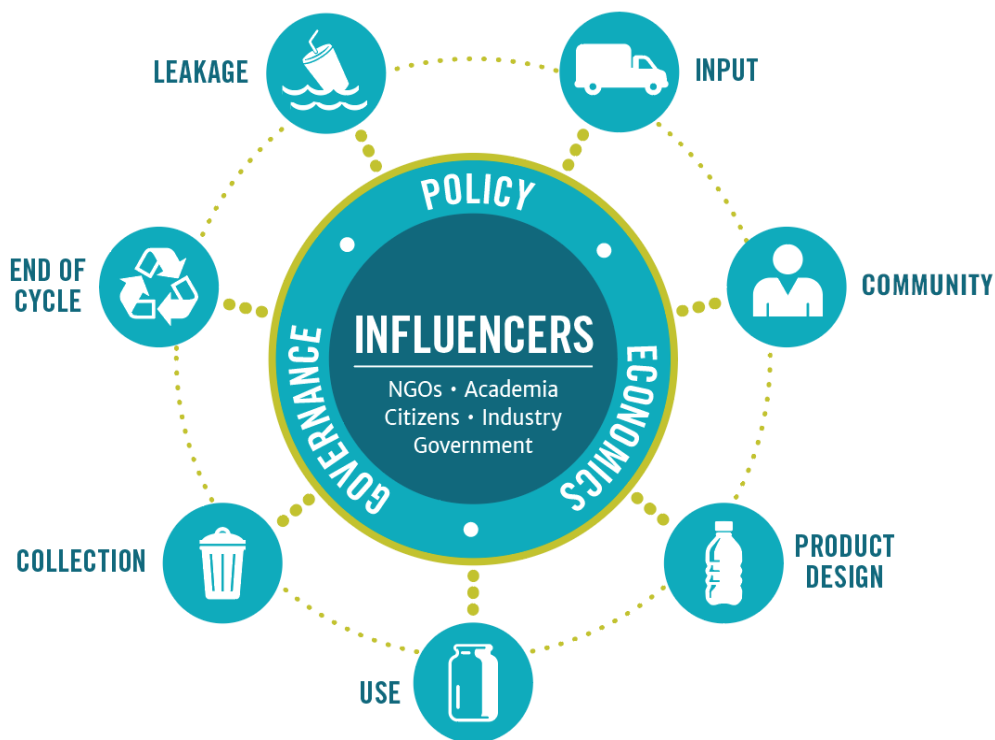 LEAKAGE
INPUT
POLICY
END OF
CYCLE
COMMUNITY
GOVERNANCE
ECONOMICS
INFLUENCERS
NGOs • Academia
Citizens • Industry
Government
COLLECTION
PRODUCT
DESIGN
USE